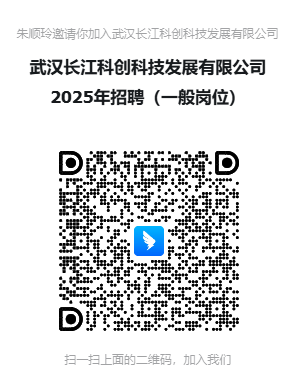 朱顺玲邀请你加入武汉长江科创科技发展有限公司
武汉长江科创科技发展有限公司
2025年招聘（一般岗位）
扫一扫上面的二维码，加入我们